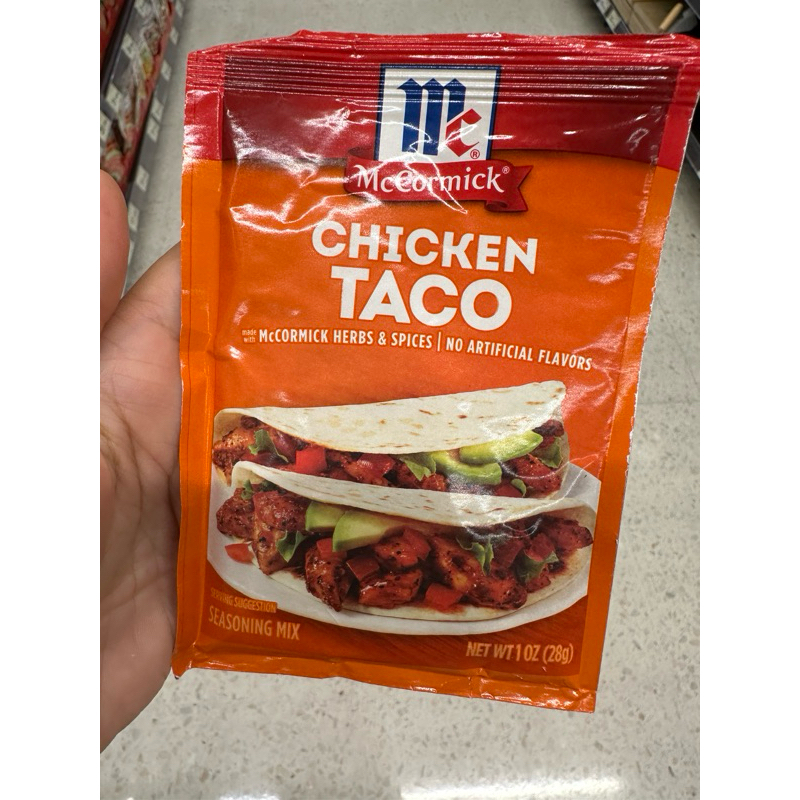 Mc
®
McCormick®
CHICKEN
TACO
made with McCORMICK HERBS & SPICES | NO ARTIFICIAL FLAVORS
SERVING SUGGESTION
SEASONING MIX
NET WT 1 OZ (28g)